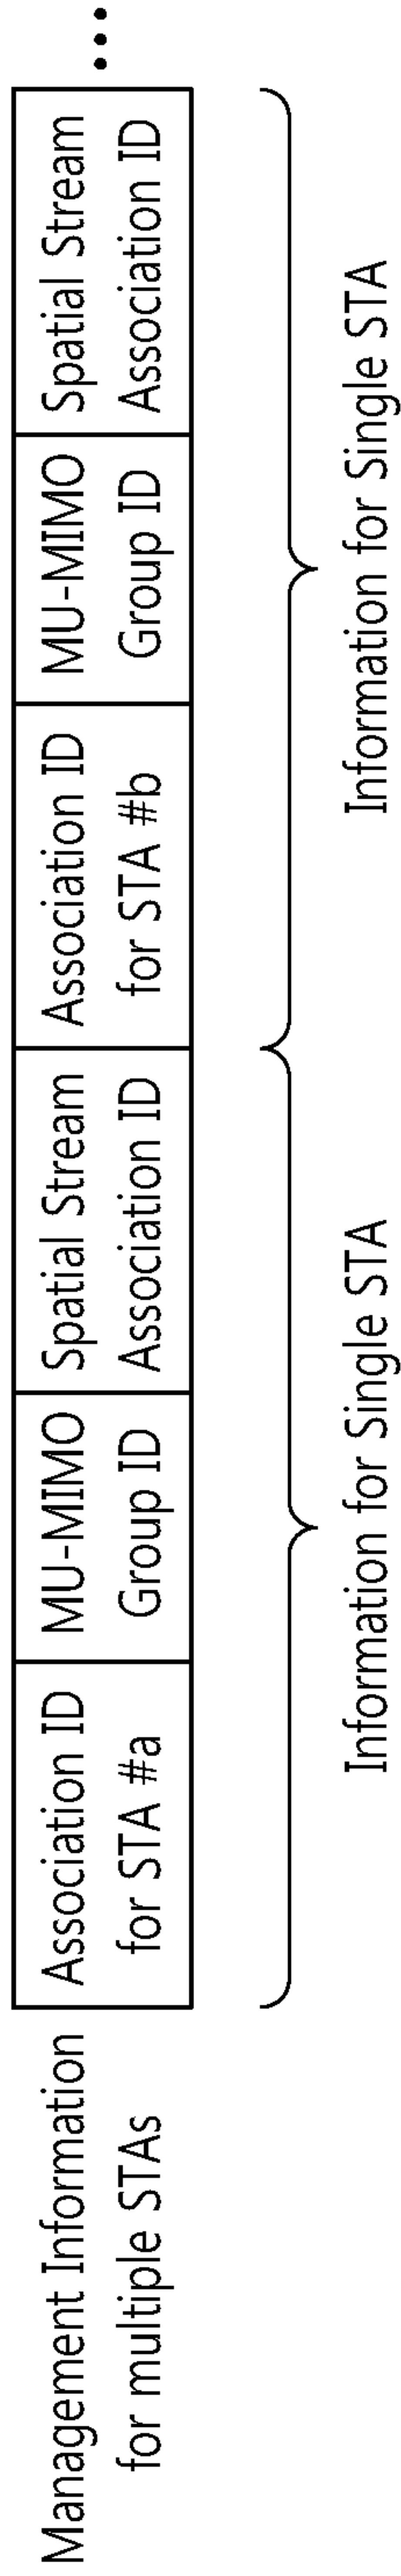 Management Information
for multiple STAs
Association ID
for STA #a
MU-MIMO
Group ID
Spatial Stream
Association ID
Association ID
for STA #b
MU-MIMO
Group ID
Spatial Stream
Association ID
...
Information for Single STA
Information for Single STA